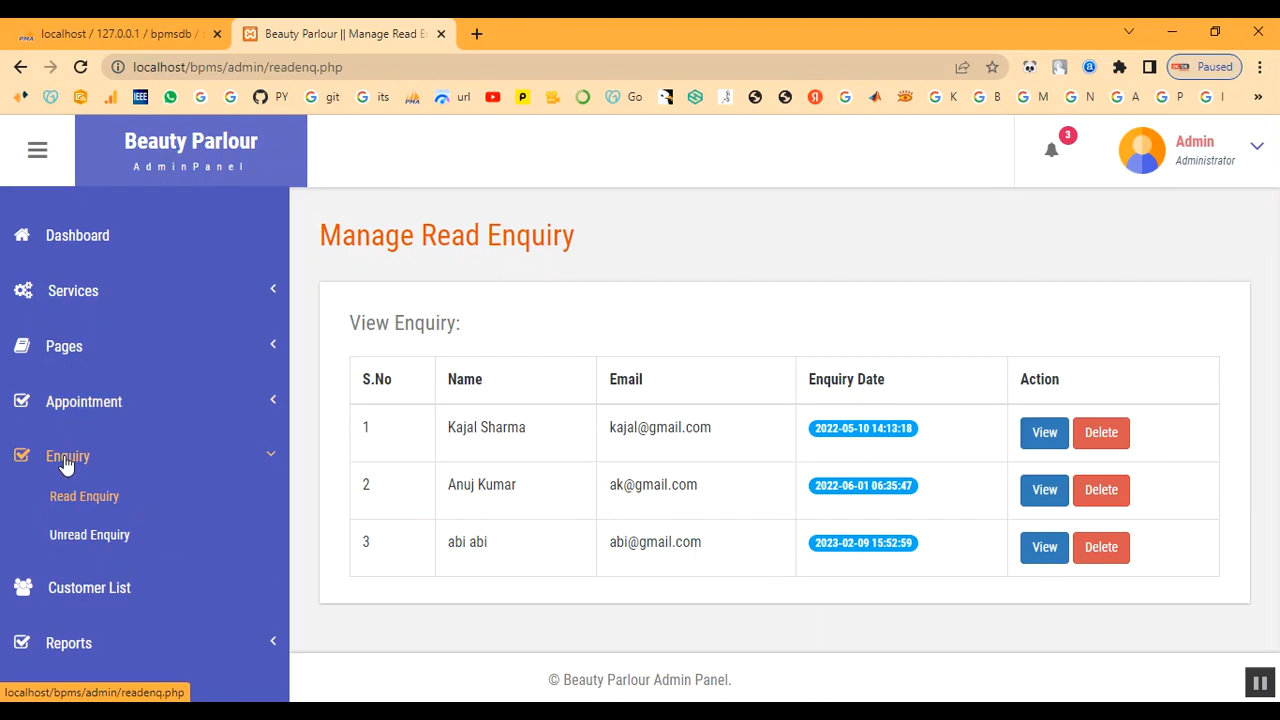 localhost / 127.0.0.1 / bpmsdb /
Beauty Parlour || Manage Read E
localhost/bpms/admin/readenq.php
Paused
IEEE
PY
git
its
url
Go
K
B
M
N
A
P
I
Beauty Parlour
AdminPanel
3
Admin
Administrator
Dashboard
Services
Pages
Appointment
Enquiry
Read Enquiry
Unread Enquiry
Customer List
Reports
Manage Read Enquiry
View Enquiry:
S.No Name Email Enquiry Date Action
1 Kajal Sharma kajal@gmail.com 2022-05-10 14:13:18 View Delete
2 Anuj Kumar ak@gmail.com 2022-06-01 06:35:47 View Delete
3 abi abi abi@gmail.com 2023-02-09 15:52:59 View Delete
© Beauty Parlour Admin Panel.
localhost/bpms/admin/readenq.php